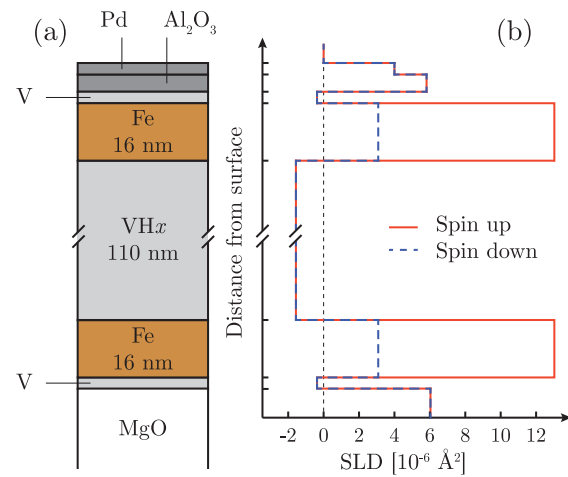 (a)
Pd
Al₂O₃
V
Fe
16 nm
VHx
110 nm
Fe
16 nm
V
MgO
Distance from surface
(b)
Spin up
Spin down
-2 0 2 4 6 8 10 12
SLD [10⁻⁶ Å²]